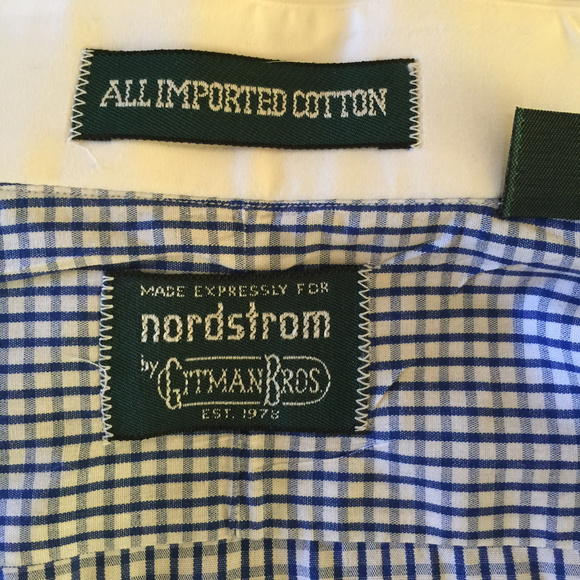 ALL IMPORTED COTTON
MADE EXPRESSLY FOR
nordstrom
by GITMAN BROS.
EST. 1978